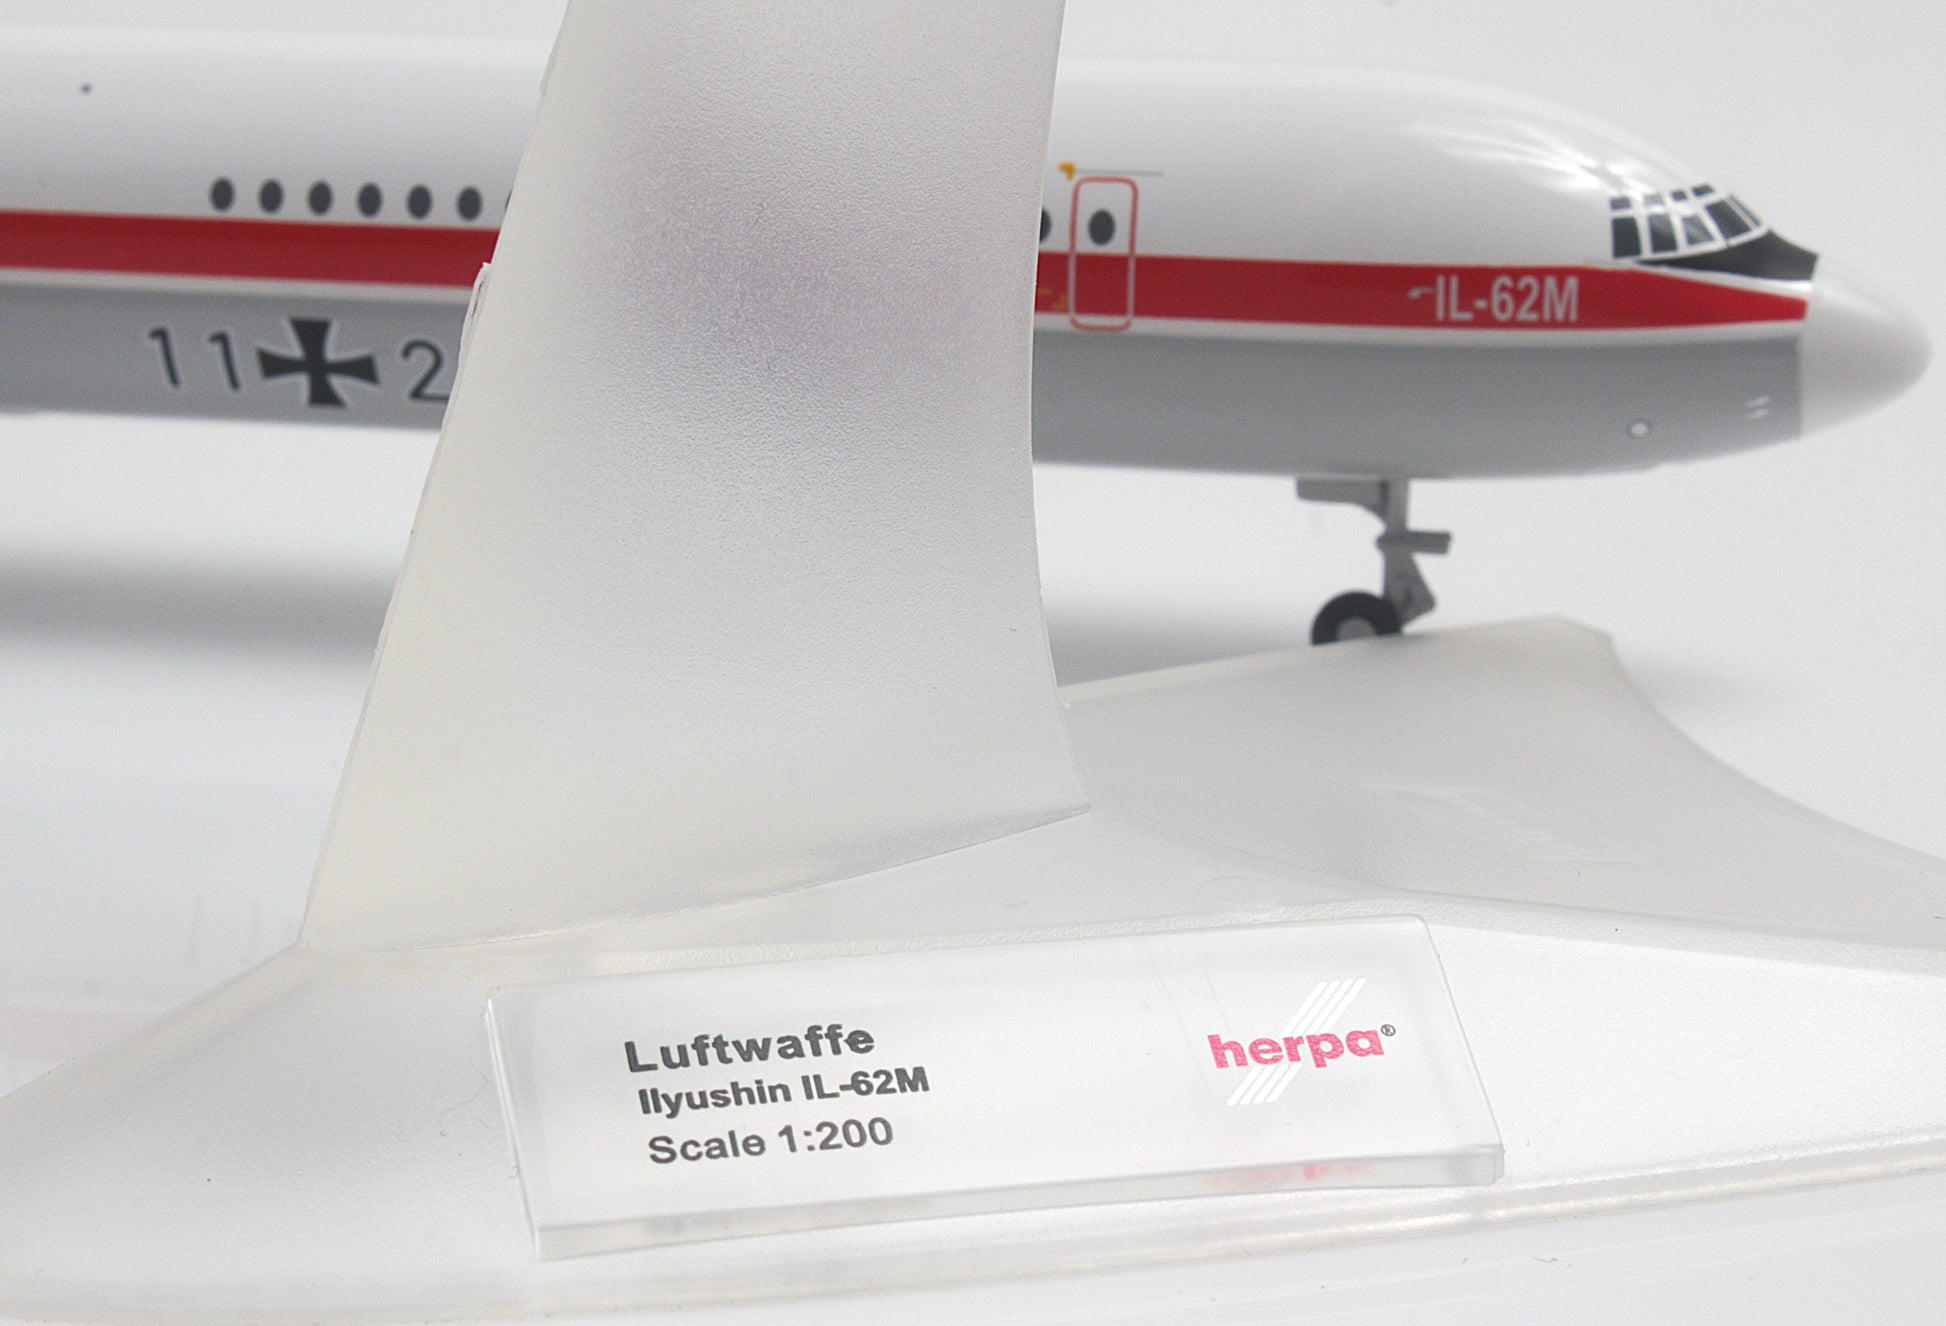 IL-62M
11 2
Luftwaffe
Ilyushin IL-62M
Scale 1:200
herpa®